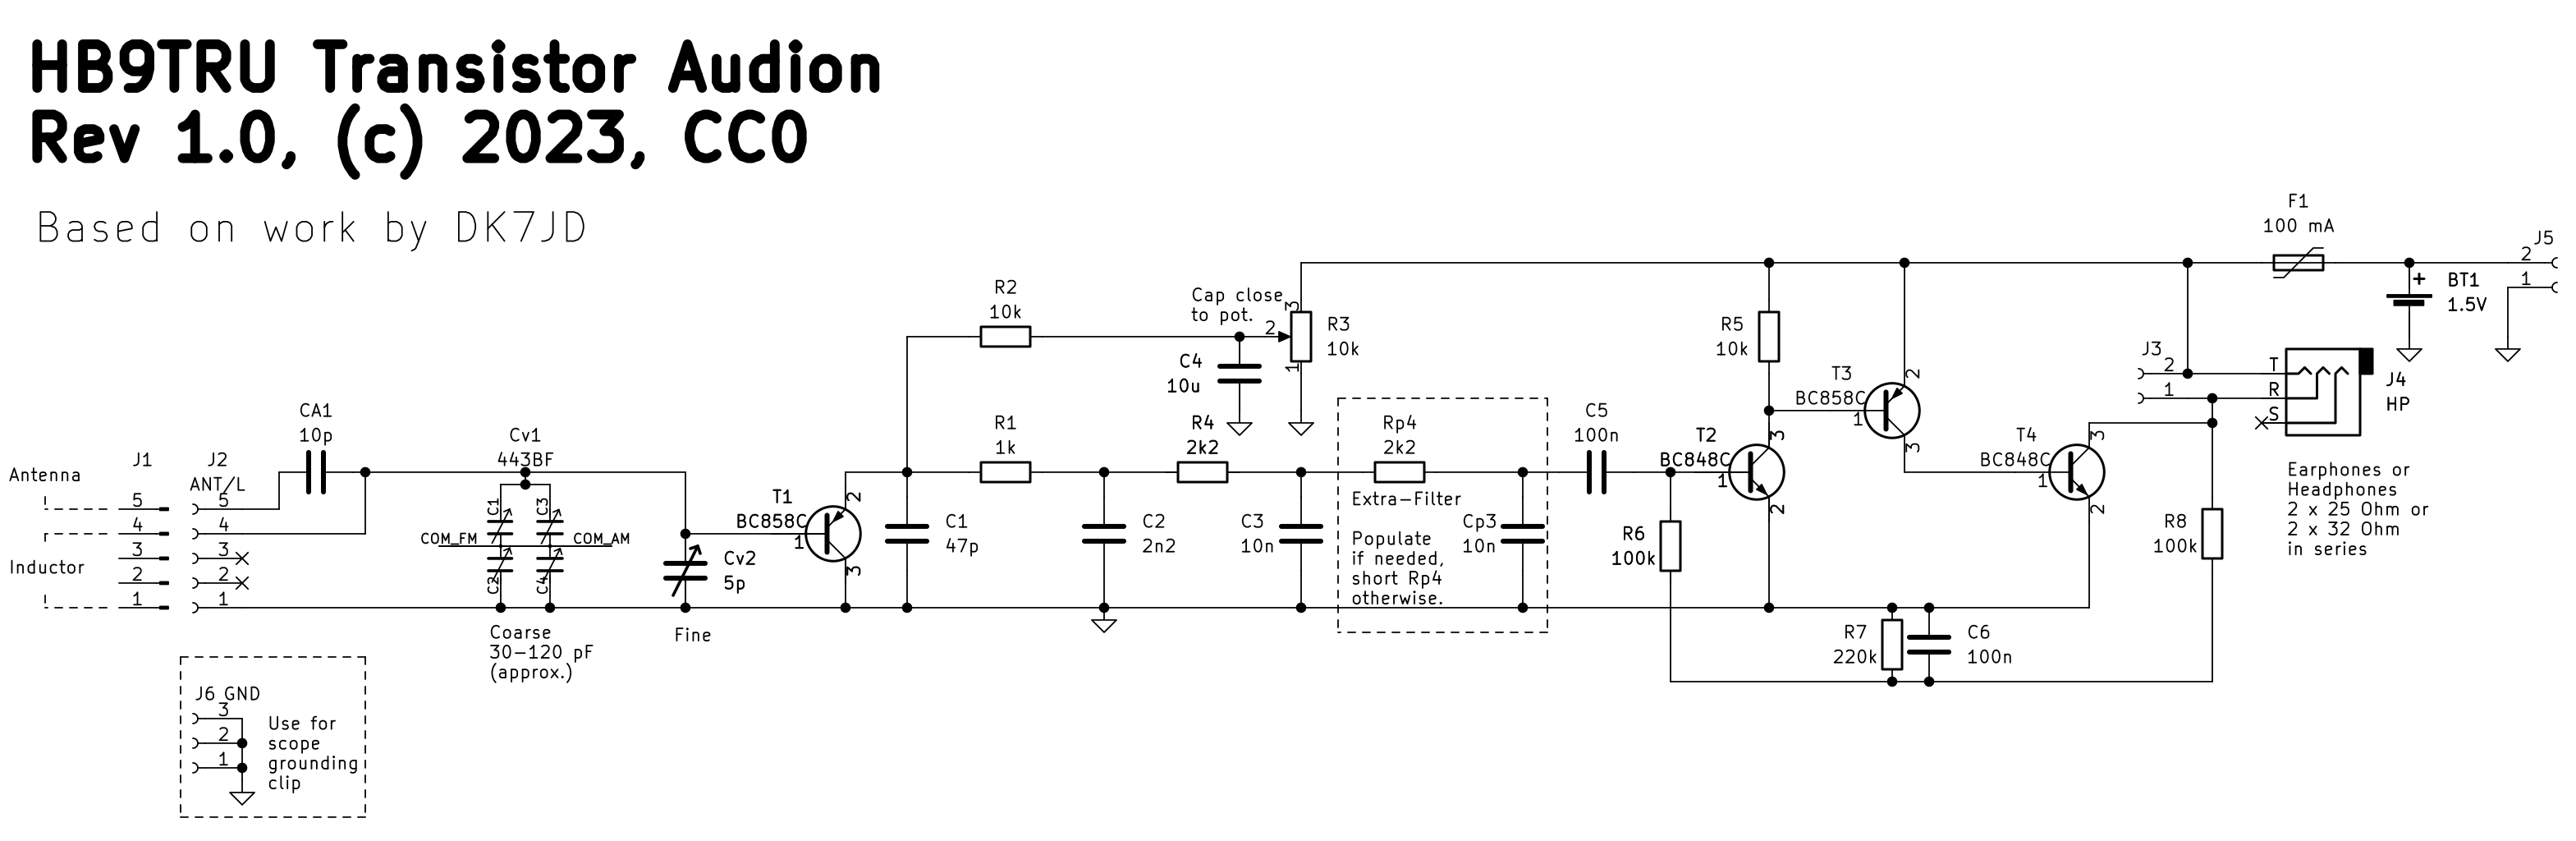 HB9TRU Transistor Audion
Rev 1.0, (c) 2023, CC0
Based on work by DK7JD
F1
100 mA
J5
2
1
BT1
1.5V
+
R2
10k
Cap close
to pot.
3
2
1
R3
10k
C4
10u
R5
10k
T3
BC858C
1
2
3
J3
2
1
T
R
S
J4
HP
CA1
10p
Cv1
443BF
R1
1k
R4
2k2
Rp4
2k2
C5
100n
T2
BC848C
1
3
2
T4
BC848C
1
3
2
Antenna
J1
J2
ANT/L
5
4
3
2
1
5
4
3
2
1
Inductor
C1
C3
COM_FM
COM_AM
C2
C4
T1
BC858C
1
2
3
Cv2
5p
C1
47p
C2
2n2
C3
10n
Extra-Filter
Populate
if needed,
short Rp4
otherwise.
Cp3
10n
R6
100k
R8
100k
Earphones or
Headphones
2 x 25 Ohm or
2 x 32 Ohm
in series
Coarse
30-120 pF
(approx.)
Fine
R7
220k
C6
100n
J6 GND
3
2
1
Use for
scope
grounding
clip